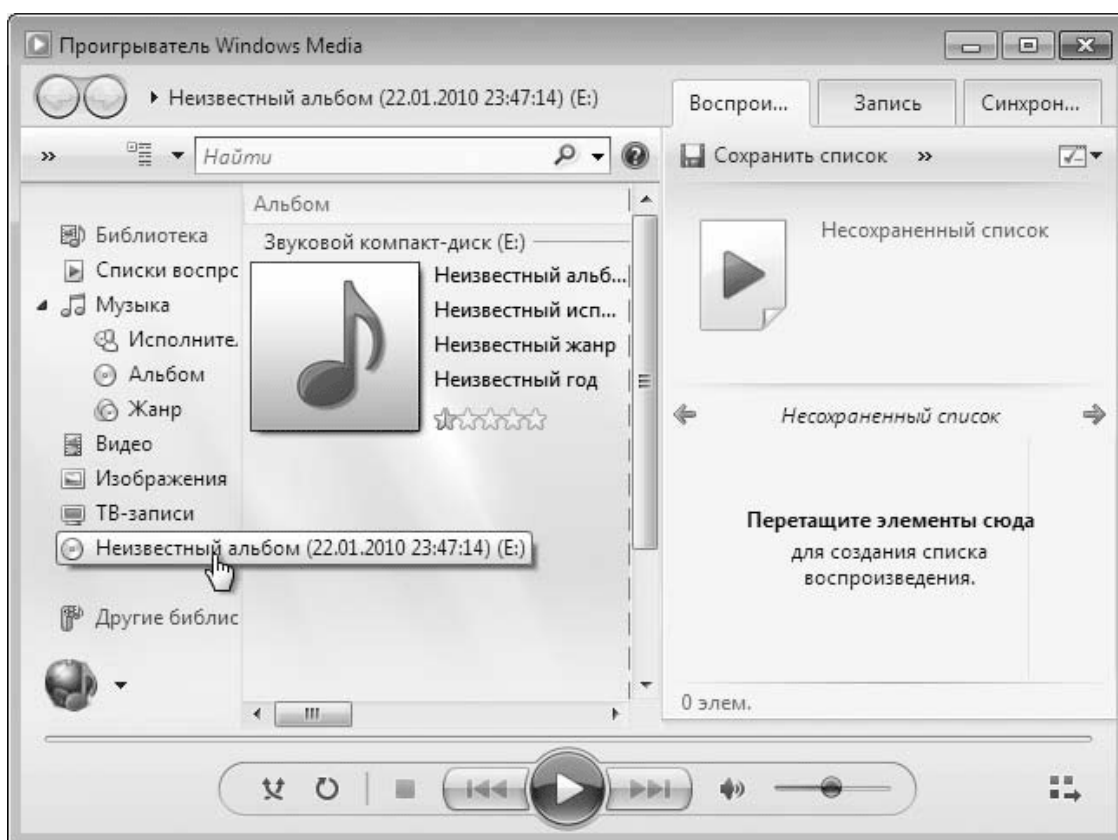 Проигрыватель Windows Media
Неизвестный альбом (22.01.2010 23:47:14) (E:)
Воспрои...
Запись
Синхрон...
»
Найти
Сохранить список »
Альбом
Библиотека
Звуковой компакт-диск (E:)
Списки воспрс
Неизвестный альб...
Музыка
Неизвестный исп...
Исполните.
Неизвестный жанр
Альбом
Неизвестный год
Жанр
Видео
Изображения
ТВ-записи
Неизвестный альбом (22.01.2010 23:47:14) (E:)
Другие библис
Несохраненный список
Несохраненный список
Перетащите элементы сюда
для создания списка
воспроизведения.
0 элем.